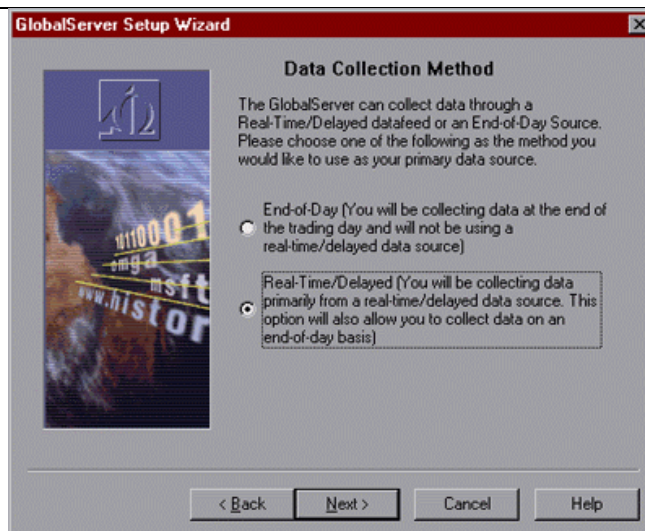 GlobalServer Setup Wizard
Data Collection Method
The GlobalServer can collect data through a
Real-Time/Delayed datafeed or an End-of-Day Source.
Please choose one of the following as the method you
would like to use as your primary data source.
End-of-Day (You will be collecting data at the end of
the trading day and will not be using a
real-time/delayed data source)
Real-Time/Delayed (You will be collecting data
primarily from a real-time/delayed data source. This
option will also allow you to collect data on an
end-of-day basis)
10110001
omga
msft
www.histor
< Back
Next >
Cancel
Help